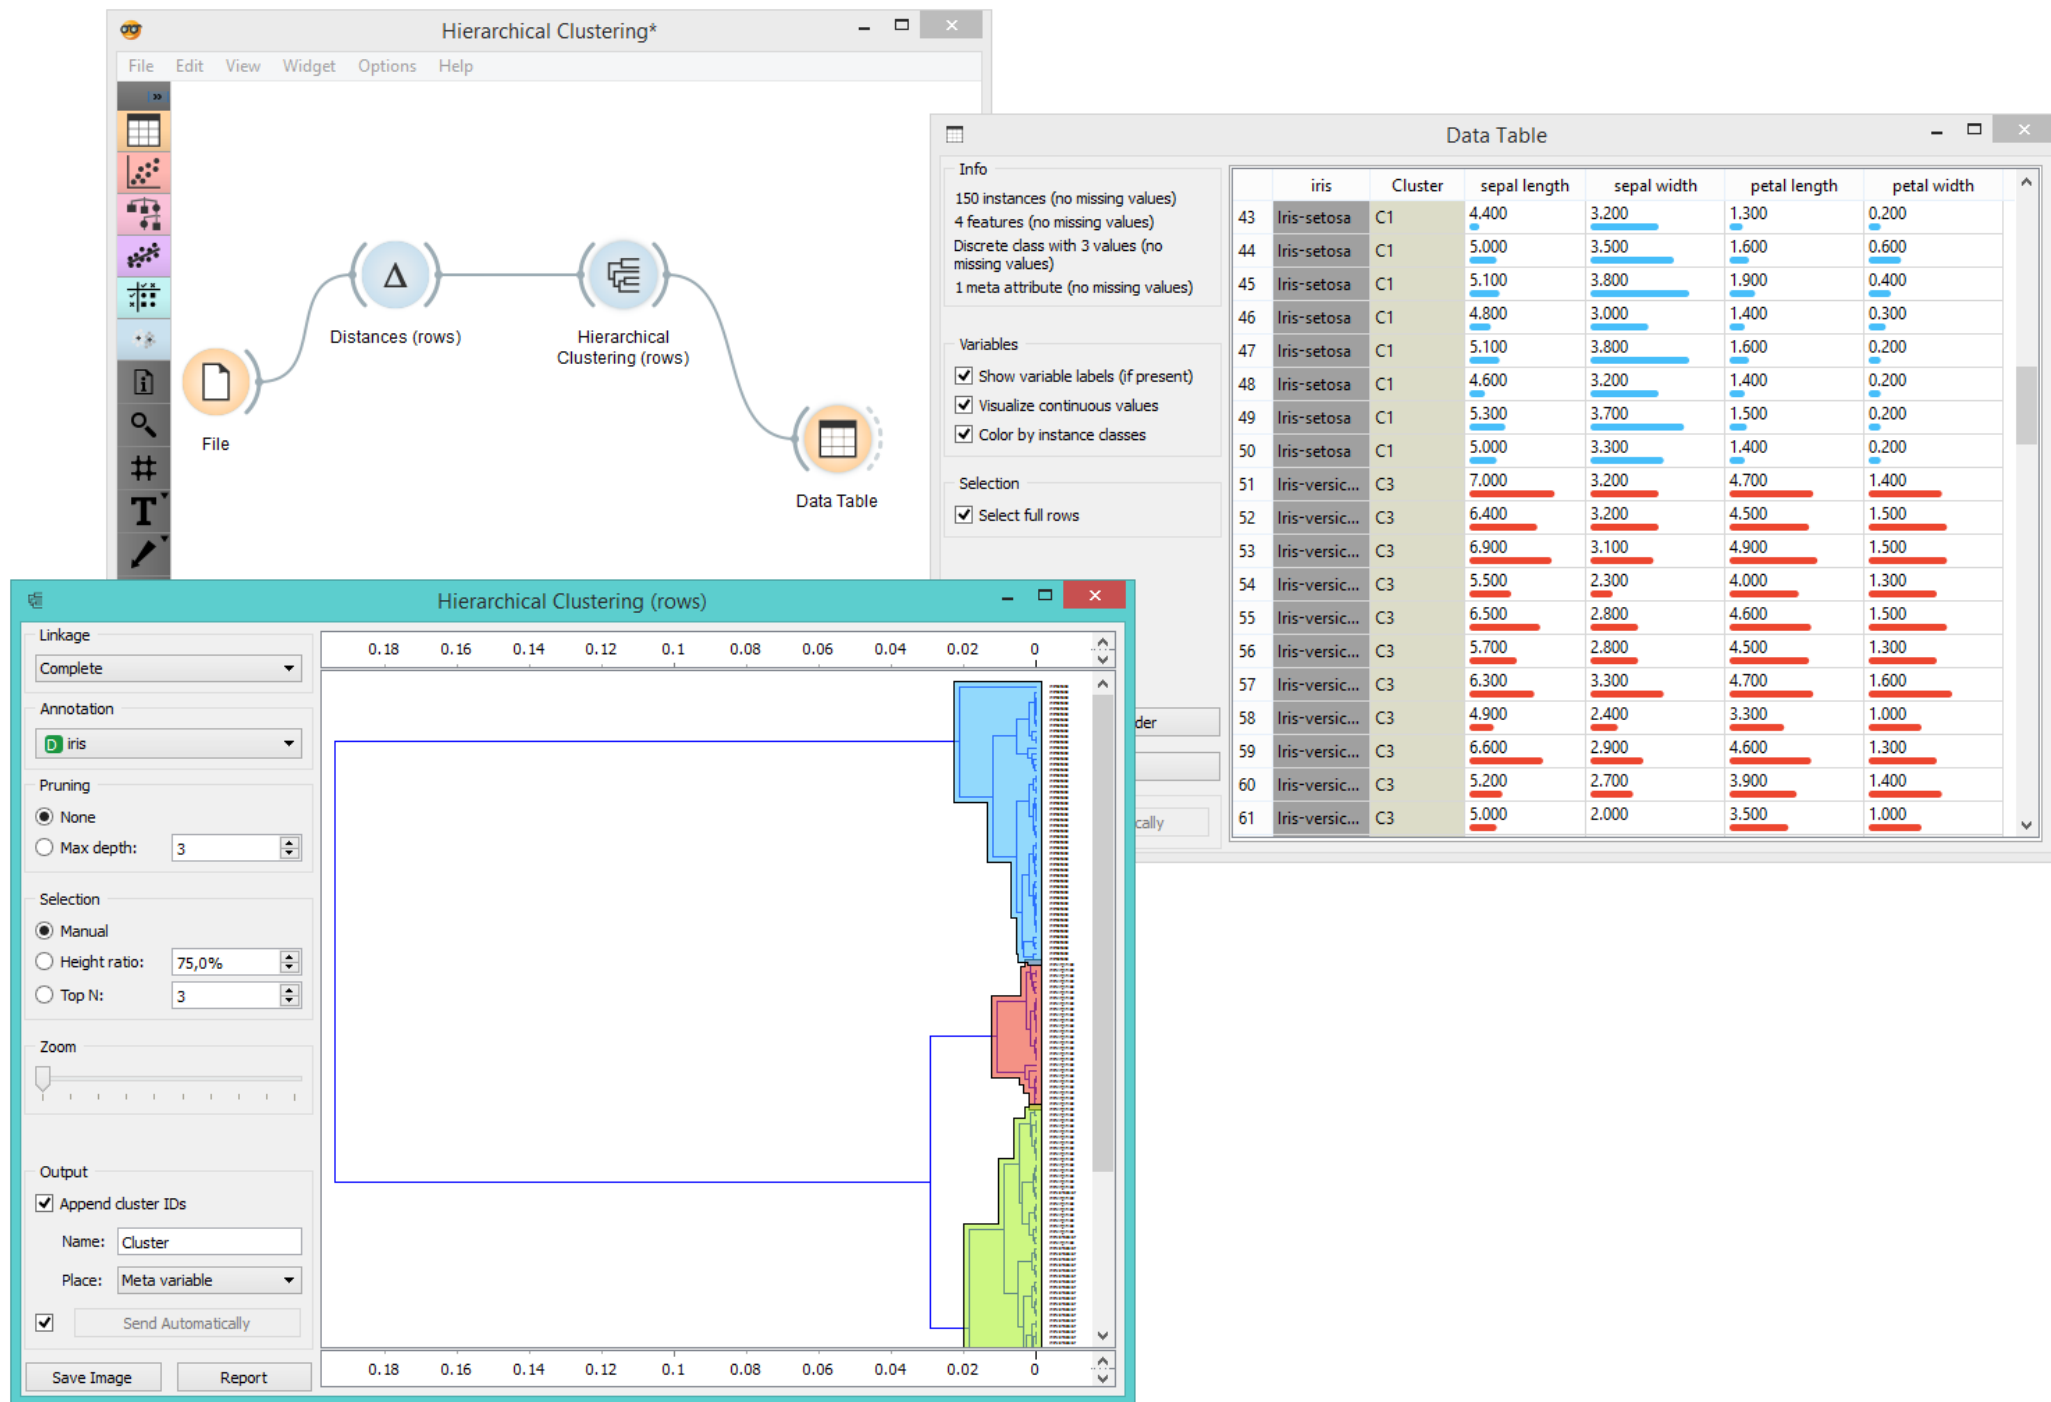 Hierarchical Clustering*
File Edit View Widget Options Help
Distances (rows)
Hierarchical
Clustering (rows)
File
Data Table
T
Data Table
Info
150 instances (no missing values)
4 features (no missing values)
Discrete class with 3 values (no
missing values)
1 meta attribute (no missing values)
Variables
Show variable labels (if present)
Visualize continuous values
Color by instance classes
Selection
Select full rows
der
cally
iris Cluster sepal length sepal width petal length petal width
43 Iris-setosa C1 4.400 3.200 1.300 0.200
44 Iris-setosa C1 5.000 3.500 1.600 0.600
45 Iris-setosa C1 5.100 3.800 1.900 0.400
46 Iris-setosa C1 4.800 3.000 1.400 0.300
47 Iris-setosa C1 5.100 3.800 1.600 0.200
48 Iris-setosa C1 4.600 3.200 1.400 0.200
49 Iris-setosa C1 5.300 3.700 1.500 0.200
50 Iris-setosa C1 5.000 3.300 1.400 0.200
51 Iris-versic... C3 7.000 3.200 4.700 1.400
52 Iris-versic... C3 6.400 3.200 4.500 1.500
53 Iris-versic... C3 6.900 3.100 4.900 1.500
54 Iris-versic... C3 5.500 2.300 4.000 1.300
55 Iris-versic... C3 6.500 2.800 4.600 1.500
56 Iris-versic... C3 5.700 2.800 4.500 1.300
57 Iris-versic... C3 6.300 3.300 4.700 1.600
58 Iris-versic... C3 4.900 2.400 3.300 1.000
59 Iris-versic... C3 6.600 2.900 4.600 1.300
60 Iris-versic... C3 5.200 2.700 3.900 1.400
61 Iris-versic... C3 5.000 2.000 3.500 1.000
Hierarchical Clustering (rows)
Linkage
Complete
Annotation
D iris
Pruning
None
Max depth: 3
Selection
Manual
Height ratio: 75,0%
Top N: 3
Zoom
Output
Append cluster IDs
Name: Cluster
Place: Meta variable
Send Automatically
Save Image Report
0.18 0.16 0.14 0.12 0.1 0.08 0.06 0.04 0.02 0
0.18 0.16 0.14 0.12 0.1 0.08 0.06 0.04 0.02 0